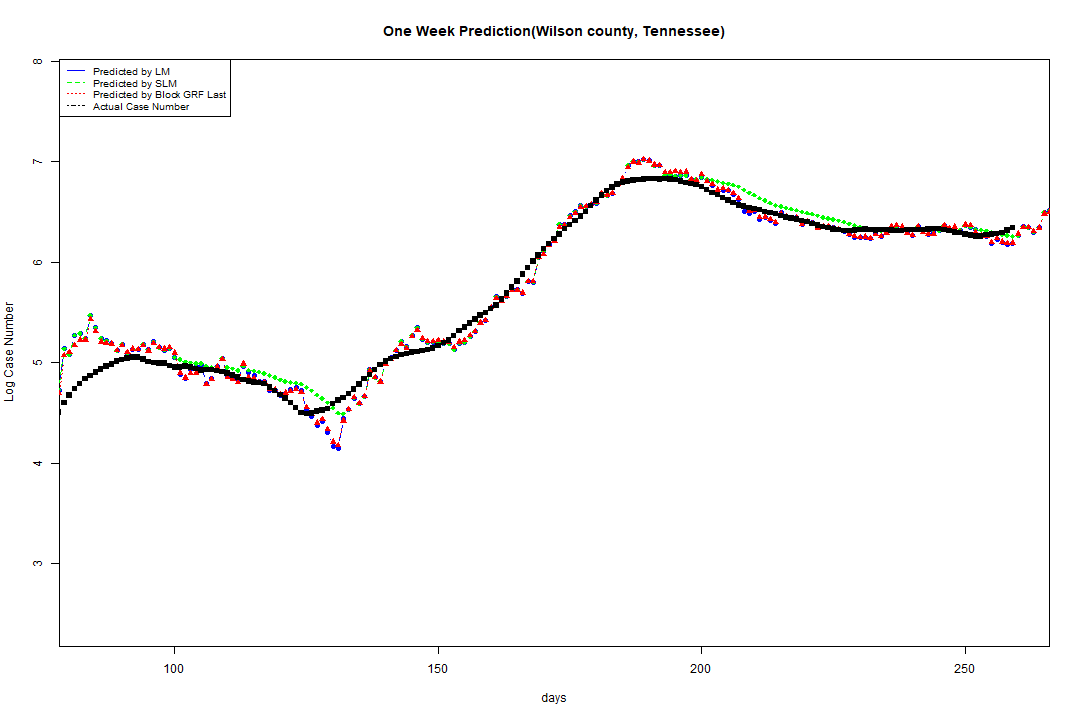 One Week Prediction(Wilson county, Tennessee)
Predicted by LM
Predicted by SLM
Predicted by Block GRF Last
Actual Case Number
8
7
6
5
4
3
Log Case Number
100 150 200 250
days